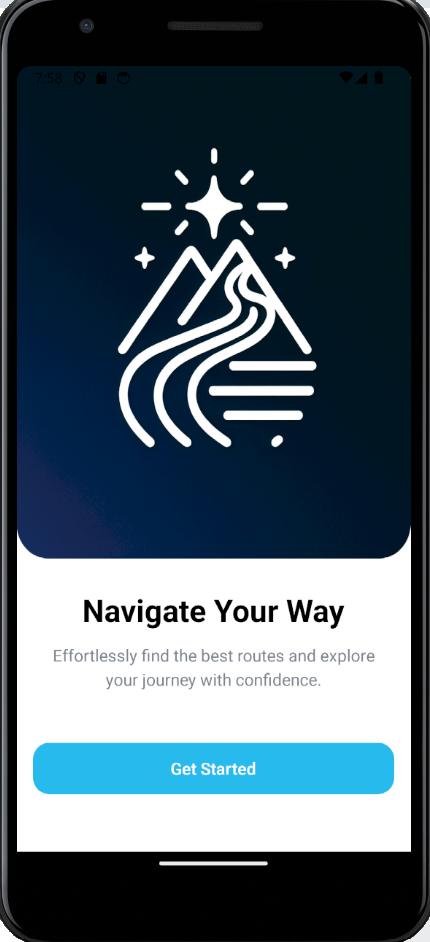 7:58
Navigate Your Way
Effortlessly find the best routes and explore
your journey with confidence.
Get Started